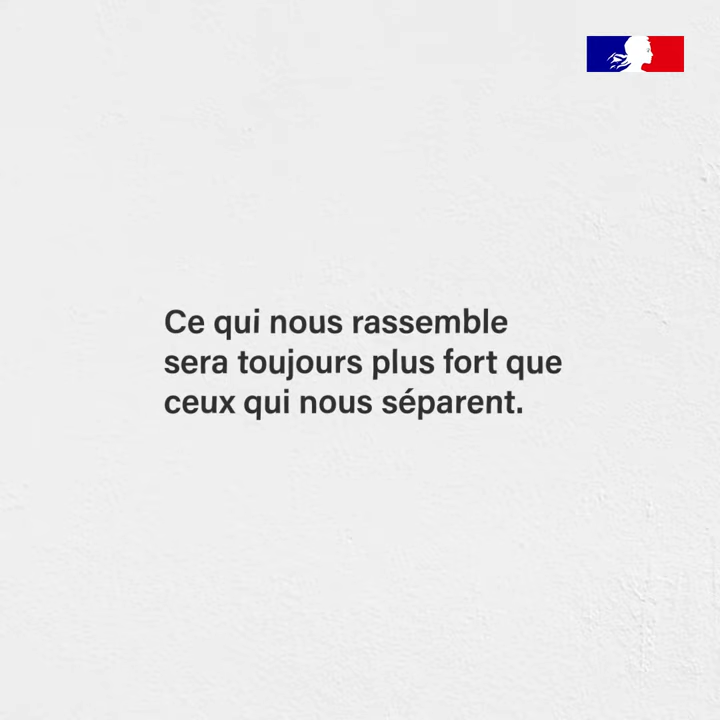 Ce qui nous rassemble
sera toujours plus fort que
ceux qui nous séparent.